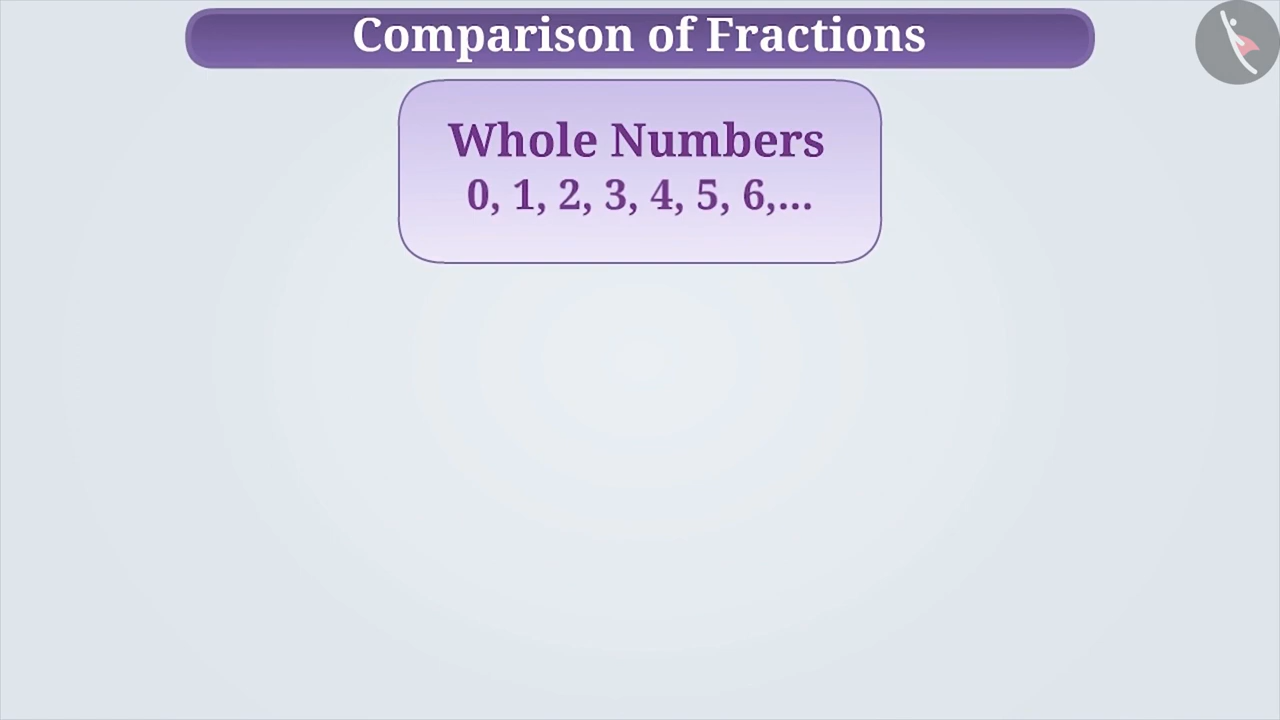 Comparison of Fractions
Whole Numbers
0, 1, 2, 3, 4, 5, 6,...